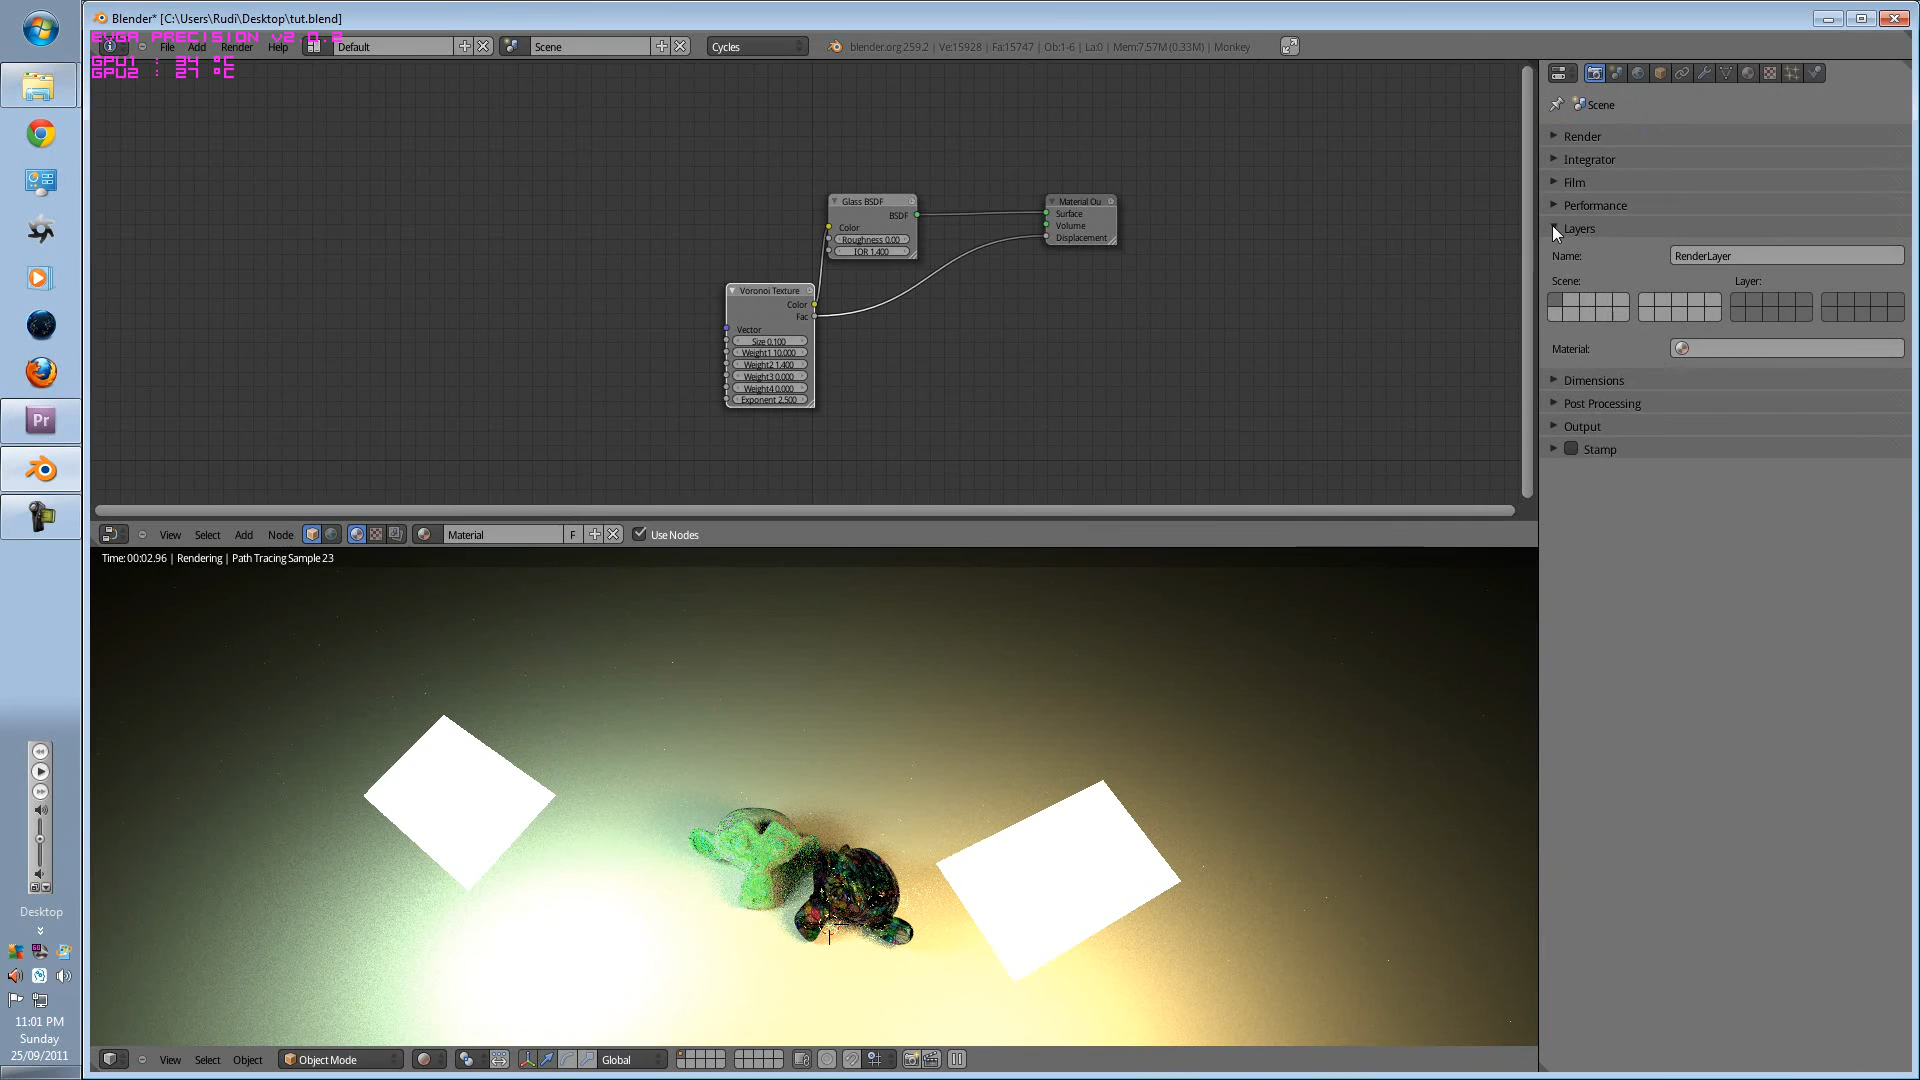 Blender* [C:\Users\Rudi\Desktop\tut.blend]
EVGA PRECISION v2.0.2
GPU1 : 34 °C
GPU2 : 27 °C
File Add Render Help Default Scene Cycles blender.org 259.2 | Ve:15928 | Fa:15747 | Ob:1-6 | La:0 | Mem:7.57M (0.33M) | Monkey
Scene
Render
Integrator
Film
Performance
Layers
Name: RenderLayer
Scene: Layer:
Material:
Dimensions
Post Processing
Output
Stamp
Glass BSDF
BSDF
Color
Roughness 0.00
IOR 1.400
Material Ou
Surface
Volume
Displacement
Voronoi Texture
Color
Fac
Vector
Size 0.100
Weight1 10.000
Weight2 1.400
Weight3 0.000
Weight4 0.000
Exponent 2.500
View Select Add Node Material F Use Nodes
Time:00:02.96 | Rendering | Path Tracing Sample 23
View Select Object Object Mode Global
Pr
Desktop
11:01 PM
Sunday
25/09/2011